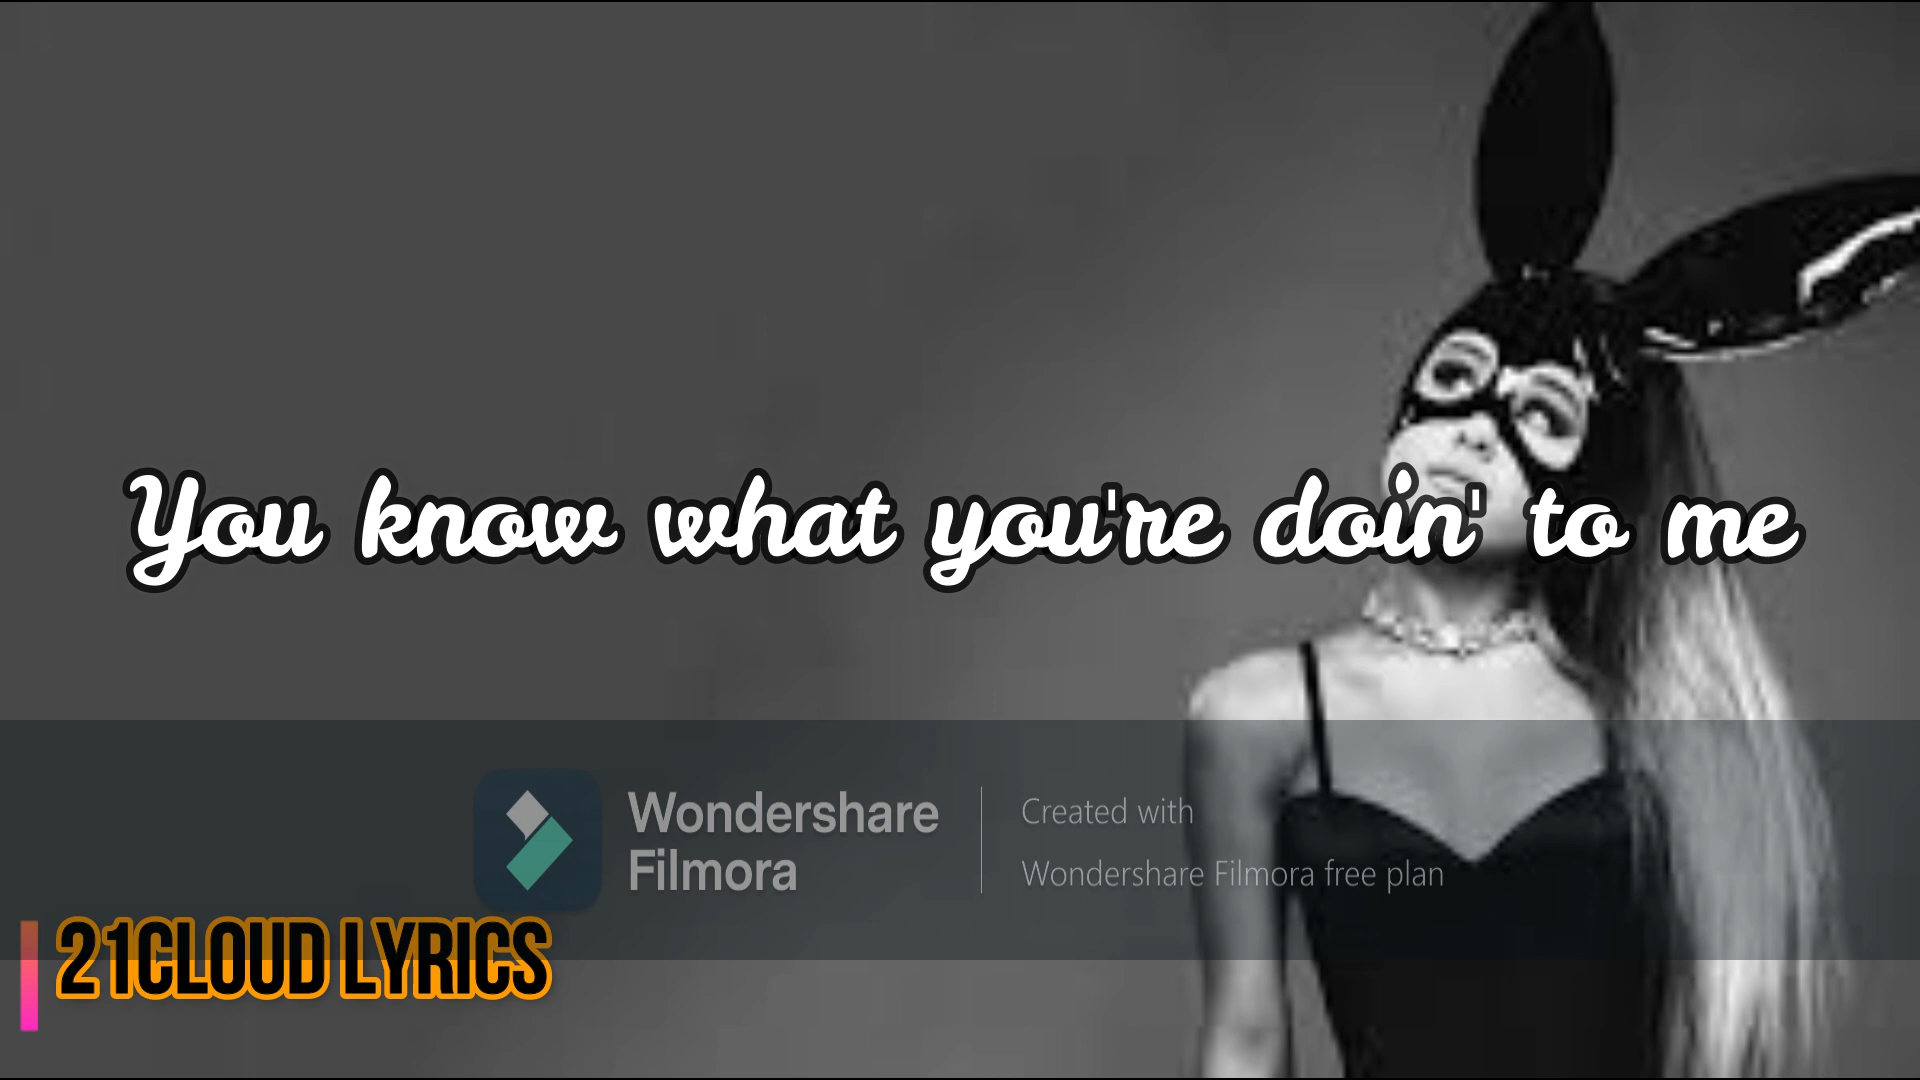 You know what you're doin' to me
Wondershare
Filmora
Created with
Wondershare Filmora free plan
21CLOUD LYRICS